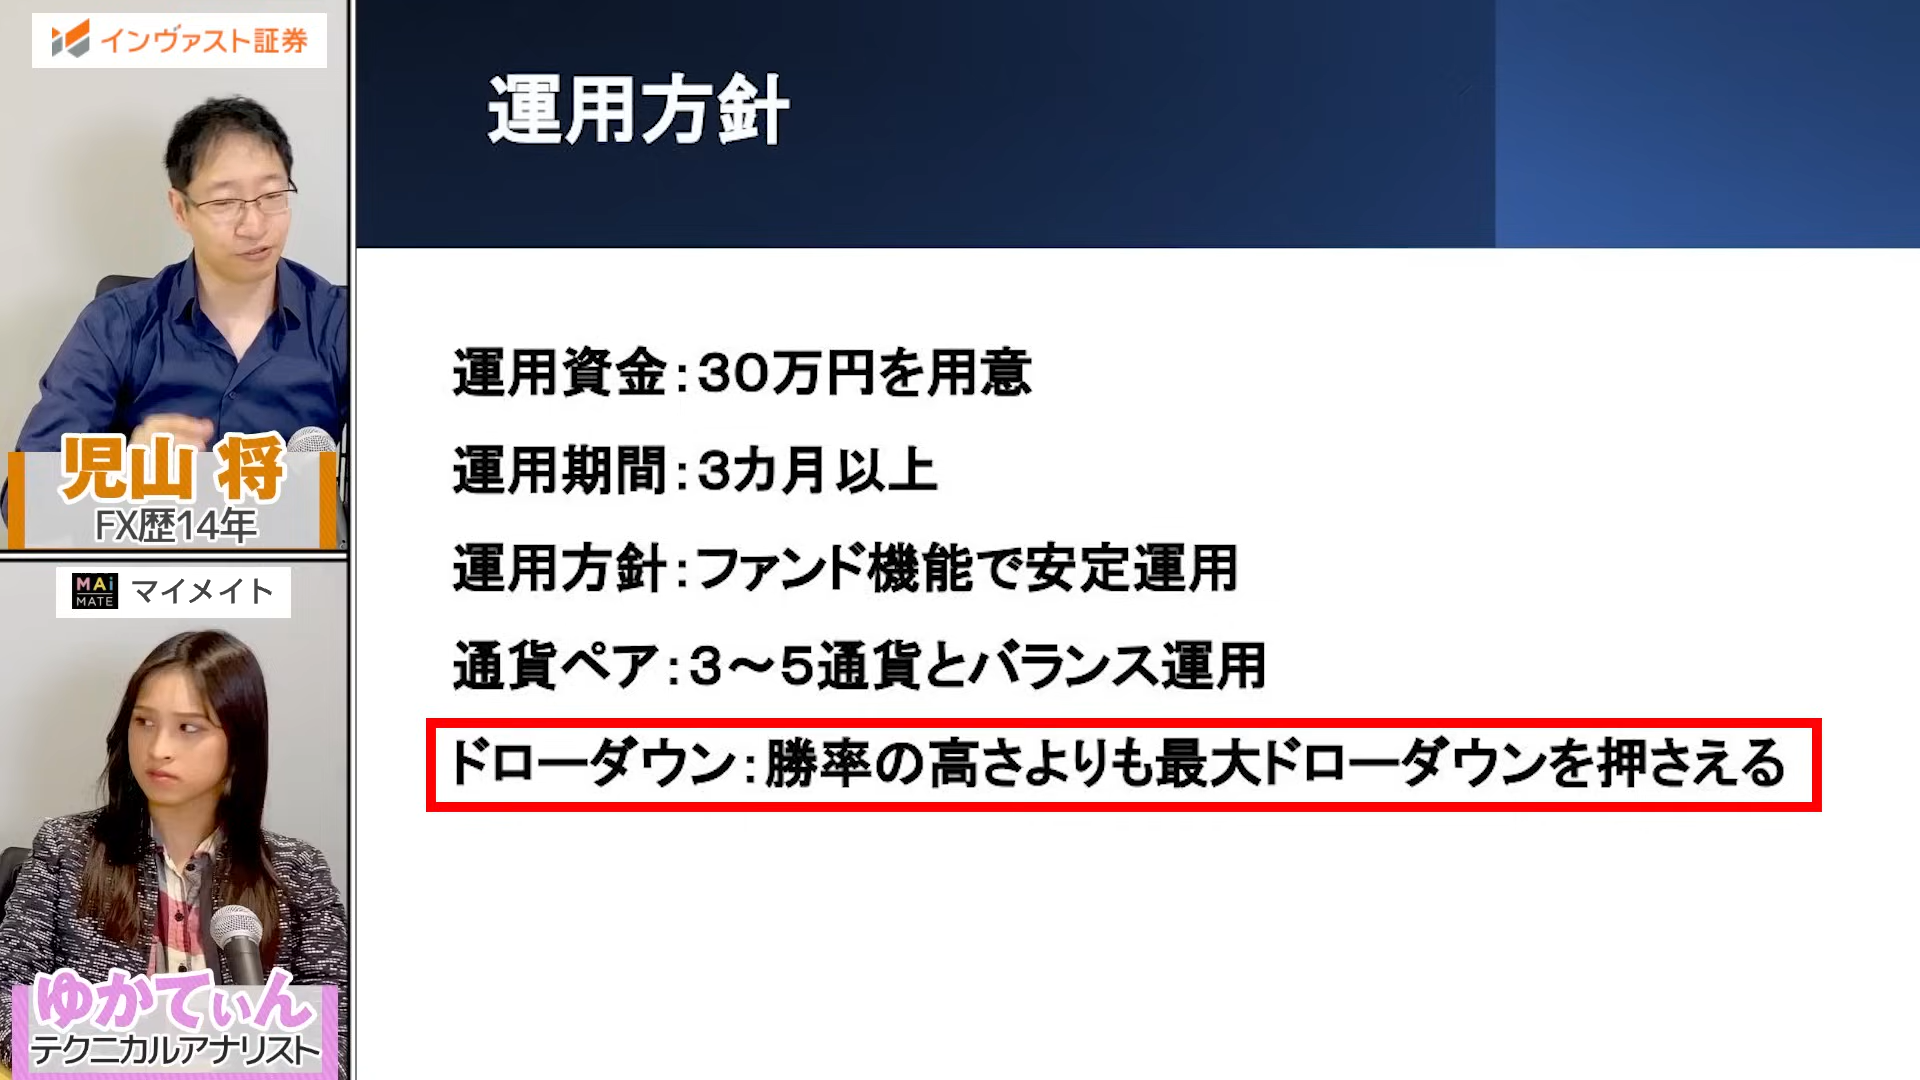 インヴァスト証券
児山 将
FX歴14年
MAi
MATE
マイメイト
ゆかてぃん
テクニカルアナリスト
運用方針
運用資金：３０万円を用意
運用期間：３カ月以上
運用方針：ファンド機能で安定運用
通貨ペア：３～５通貨とバランス運用
ドローダウン：勝率の高さよりも最大ドローダウンを押さえる